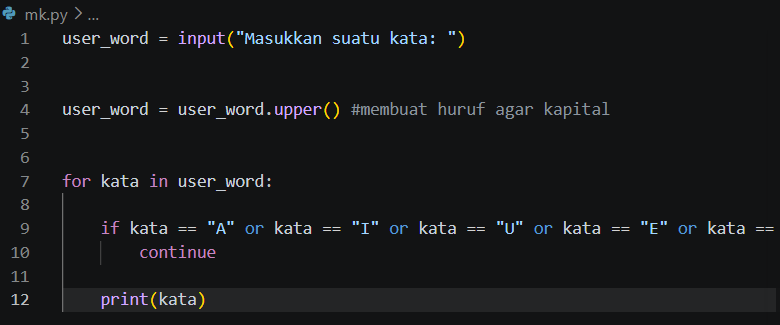 mk.py > ...
1 user_word = input("Masukkan suatu kata: ")
2
3
4 user_word = user_word.upper() #membuat huruf agar kapital
5
6
7 for kata in user_word:
8
9 if kata == "A" or kata == "I" or kata == "U" or kata == "E" or kata ==
10 continue
11
12 print(kata)